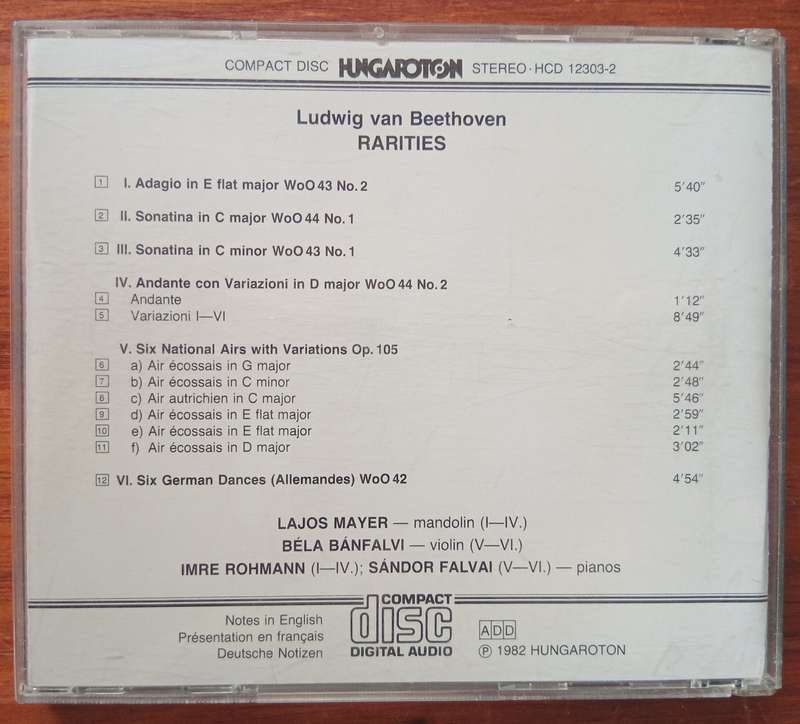 COMPACT DISC HUNGAROTON STEREO · HCD 12303-2
Ludwig van Beethoven
RARITIES
1 I. Adagio in E flat major WoO 43 No. 2 5′40″
2 II. Sonatina in C major WoO 44 No. 1 2′35″
3 III. Sonatina in C minor WoO 43 No. 1 4′33″
IV. Andante con Variazioni in D major WoO 44 No. 2
4 Andante 1′12″
5 Variazioni I—VI 8′49″
V. Six National Airs with Variations Op. 105
6 a) Air écossais in G major 2′44″
7 b) Air écossais in C minor 2′48″
8 c) Air autrichien in C major 5′46″
9 d) Air écossais in E flat major 2′59″
10 e) Air écossais in E flat major 2′11″
11 f) Air écossais in D major 3′02″
12 VI. Six German Dances (Allemandes) WoO 42 4′54″
LAJOS MAYER — mandolin (I—IV.)
BÉLA BÁNFALVI — violin (V—VI.)
IMRE ROHMANN (I—IV.); SÁNDOR FALVAI (V—VI.) — pianos
Notes in English
Présentation en français
Deutsche Notizen
COMPACT
disc
DIGITAL AUDIO
ADD
℗ 1982 HUNGAROTON